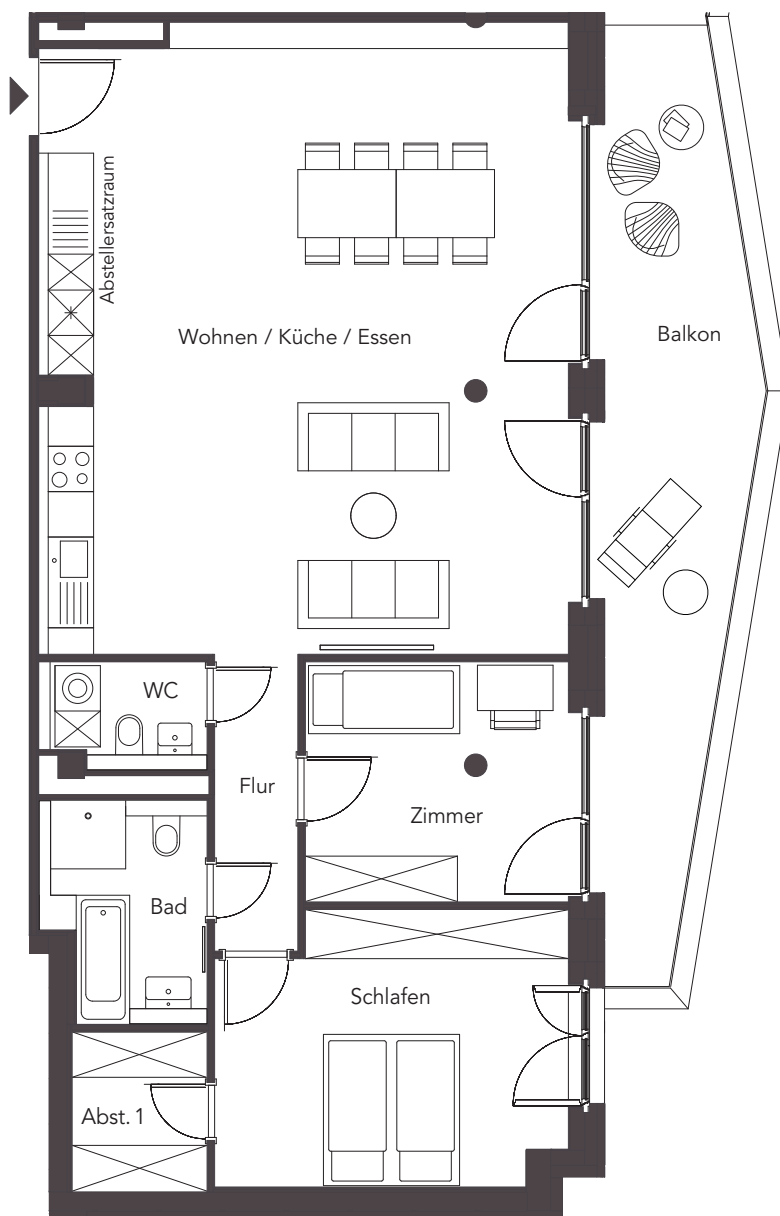 Abstellersatzraum
Wohnen / Küche / Essen
Balkon
WC
Flur
Zimmer
Bad
Schlafen
Abst. 1